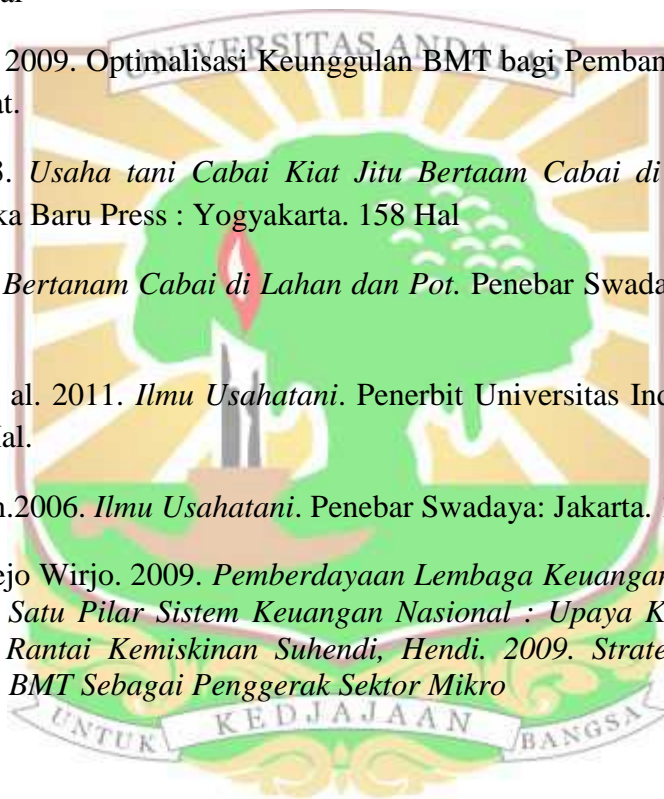 UNIVERSITAS ANDALAS
2009. Optimalisasi Keunggulan BMT bagi Pemban
at.
3. Usaha tani Cabai Kiat Jitu Bertaam Cabai di
ka Baru Press : Yogyakarta. 158 Hal
Bertanam Cabai di Lahan dan Pot. Penebar Swada
al. 2011. Ilmu Usahatani. Penerbit Universitas Ind
Hal.
n.2006. Ilmu Usahatani. Penebar Swadaya: Jakarta.
ejo Wirjo. 2009. Pemberdayaan Lembaga Keuangan
Satu Pilar Sistem Keuangan Nasional : Upaya K
Rantai Kemiskinan Suhendi, Hendi. 2009. Strate
BMT Sebagai Penggerak Sektor Mikro
UNTUK KEDJAJAAN BANGSA